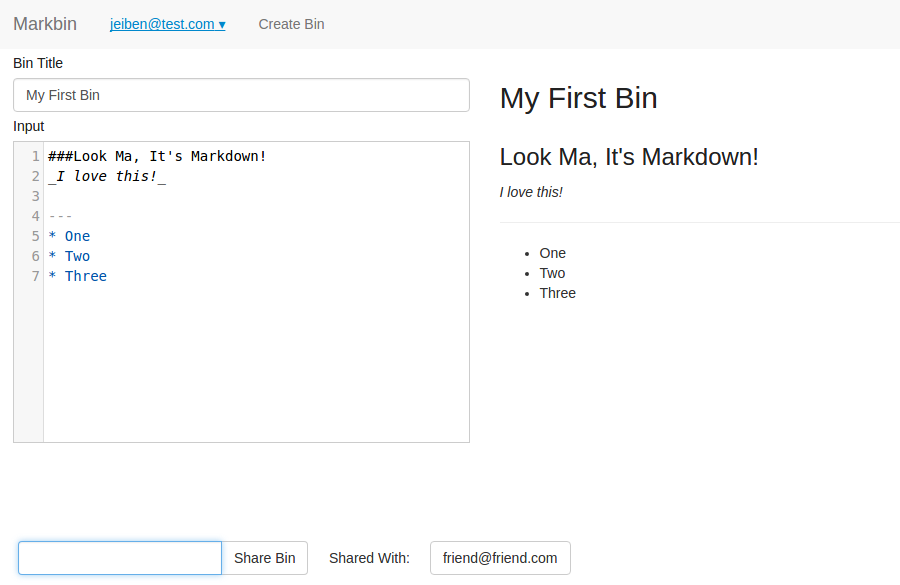 Markbin jeiben@test.com ▾ Create Bin
Bin Title
My First Bin
Input
1 ###Look Ma, It's Markdown!
2 _I love this!_
3
4 ---
5 * One
6 * Two
7 * Three
My First Bin
Look Ma, It's Markdown!
I love this!
• One
• Two
• Three
Share Bin Shared With: friend@friend.com